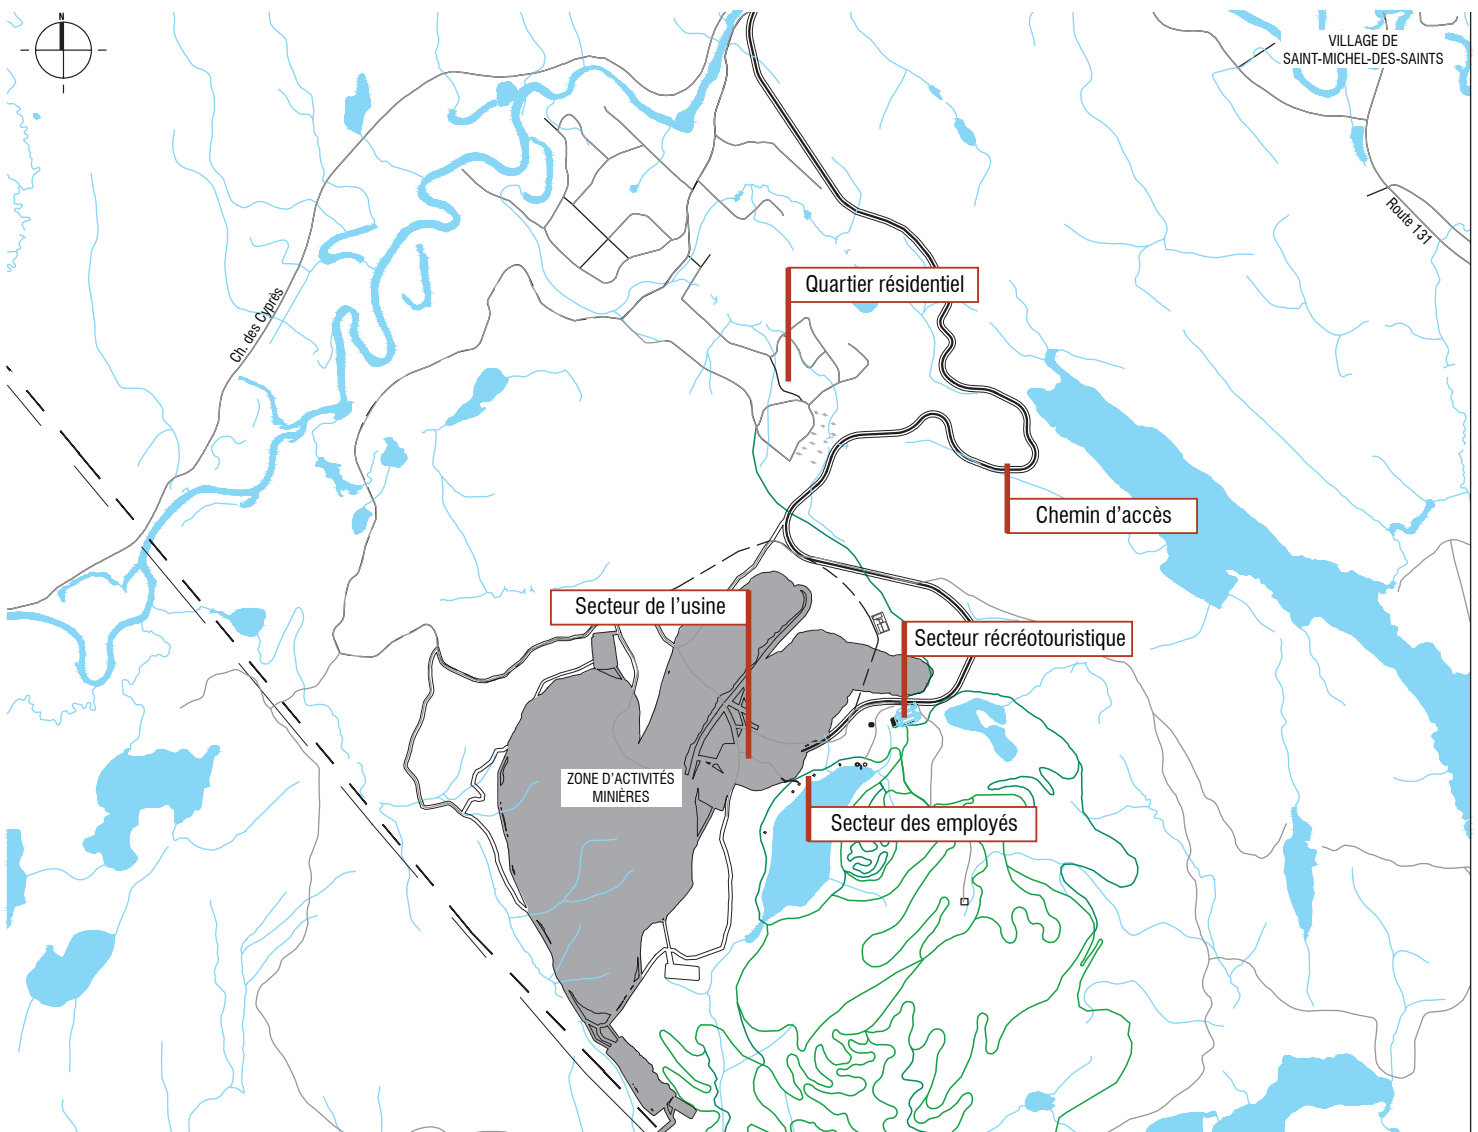 N
VILLAGE DE
SAINT-MICHEL-DES-SAINTS
Route 131
Quartier résidentiel
Ch. des Cyprès
Chemin d'accès
Secteur de l'usine
Secteur récréotouristique
ZONE D'ACTIVITÉS
MINIÈRES
Secteur des employés